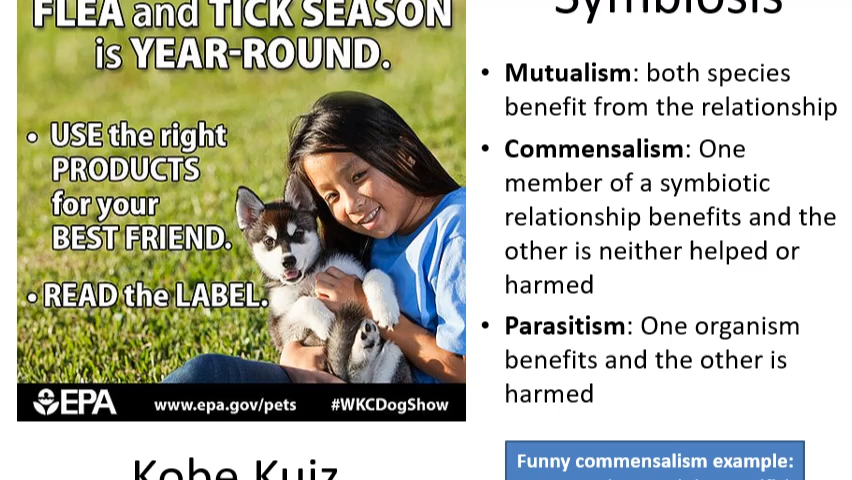 FLEA and TICK SEASON
is YEAR-ROUND.
• USE the right
PRODUCTS
for your
BEST FRIEND.
• READ the LABEL.
EPA www.epa.gov/pets #WKCDogShow
Symbiosis
• Mutualism: both species
benefit from the relationship
• Commensalism: One
member of a symbiotic
relationship benefits and the
other is neither helped or
harmed
• Parasitism: One organism
benefits and the other is
harmed
Funny commensalism example:
Kobe Kuiz